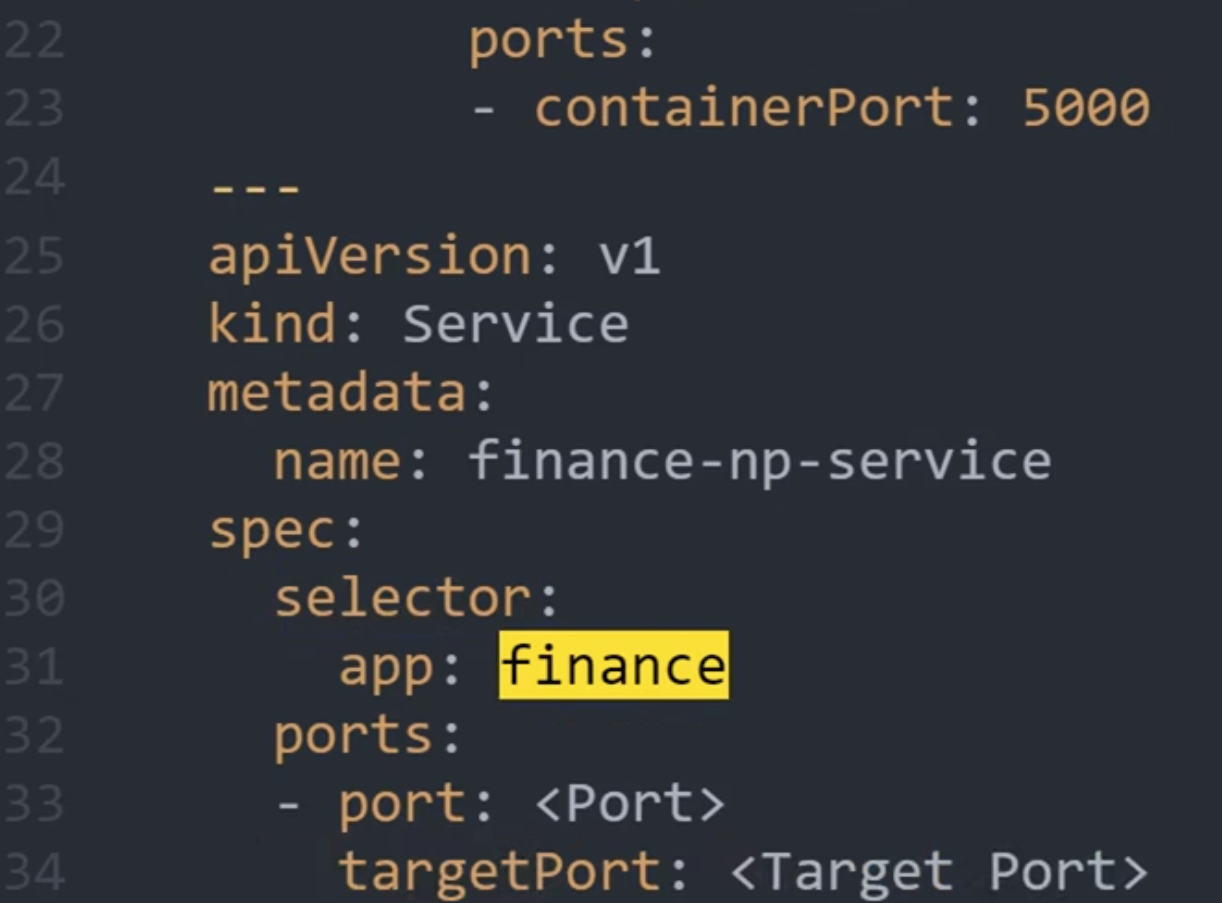 22 ports:
23 - containerPort: 5000
24 ---
25 apiVersion: v1
26 kind: Service
27 metadata:
28 name: finance-np-service
29 spec:
30 selector:
31 app: finance
32 ports:
33 - port: <Port>
34 targetPort: <Target Port>